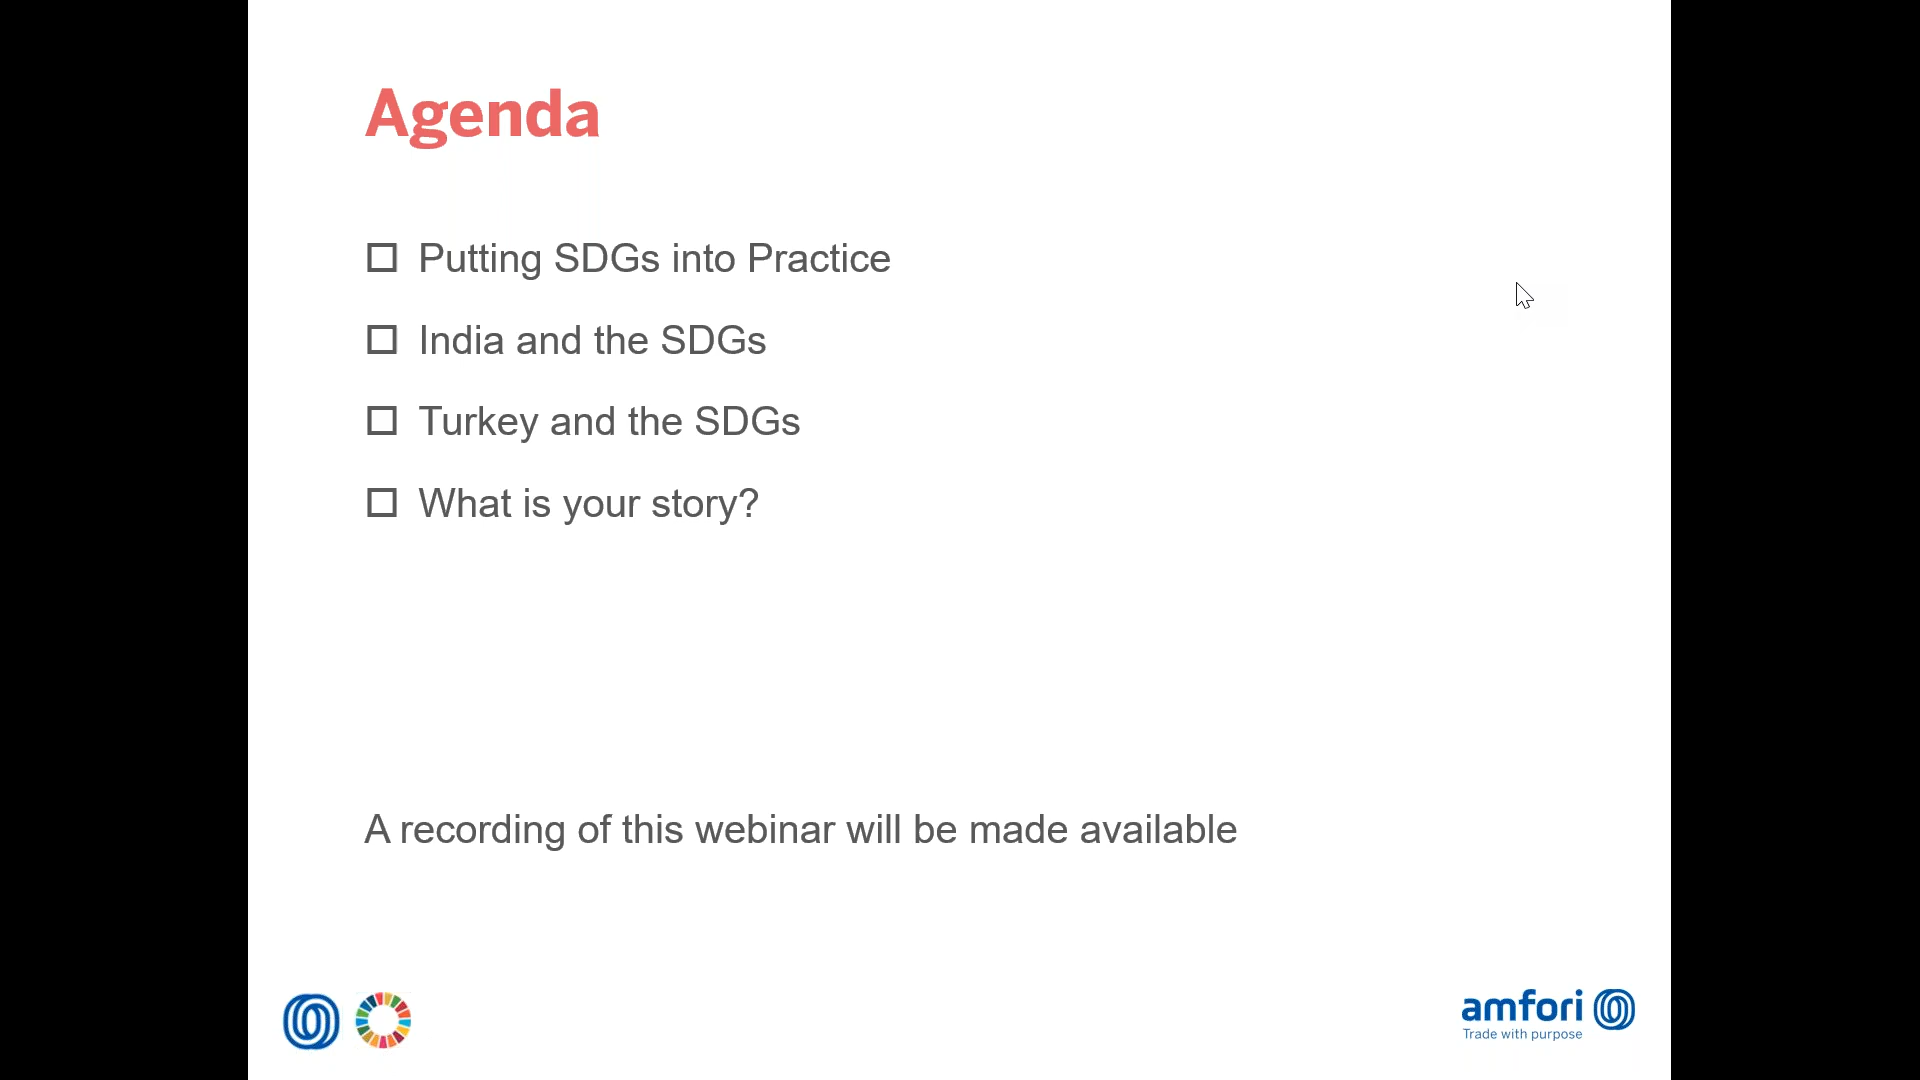 Agenda
Putting SDGs into Practice
India and the SDGs
Turkey and the SDGs
What is your story?
A recording of this webinar will be made available
amfori
Trade with purpose